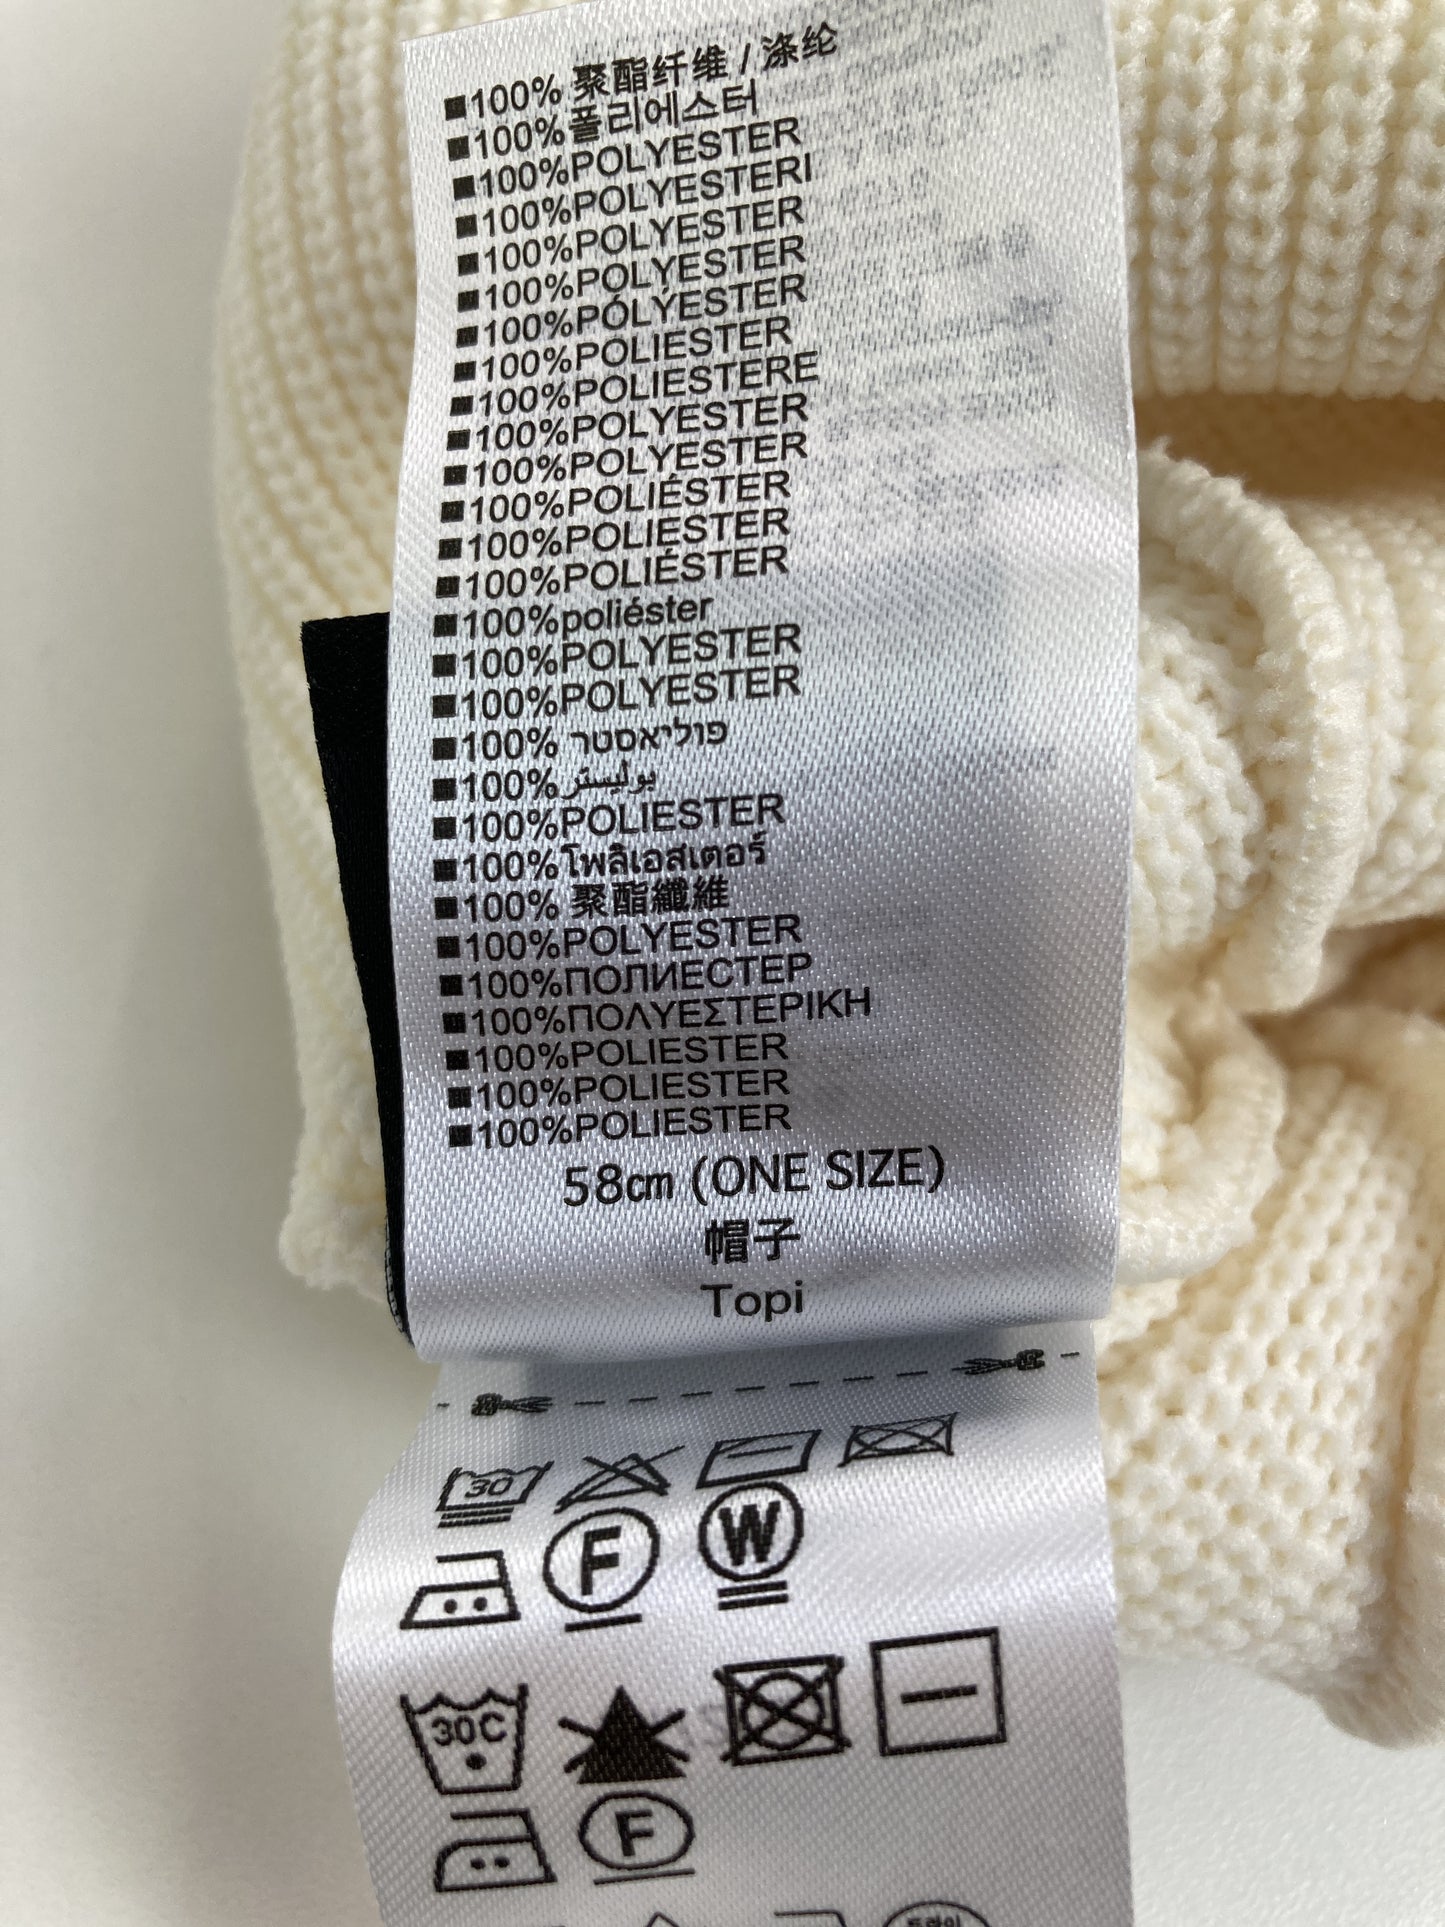 ■100% 聚酯纤维 / 涤纶
■100%폴리에스터
■100%POLYESTER
■100%POLYESTERI
■100%POLYESTER
■100%POLYESTER
■100%PÓLÝESTER
■100%POLIESTER
■100%POLIESTERE
■100%POLYESTER
■100%POLYESTER
■100%POLIÉSTER
■100%POLIESTER
■100%POLIÉSTER
■100%poliéster
■100%POLYESTER
■100%POLYESTER
■100% פוליאסטר
■100%بوليستر
■100%POLIESTER
■100%โพลิเอสเตอร์
■100% 聚酯纖維
■100%POLYESTER
■100%ПОЛИЕСТЕР
■100%ΠΟΛΥΕΣΤΕΡΙΚΗ
■100%POLIESTER
■100%POLIESTER
■100%POLIESTER
58cm (ONE SIZE)
帽子
Topi
30
F W
30C
F
드라이